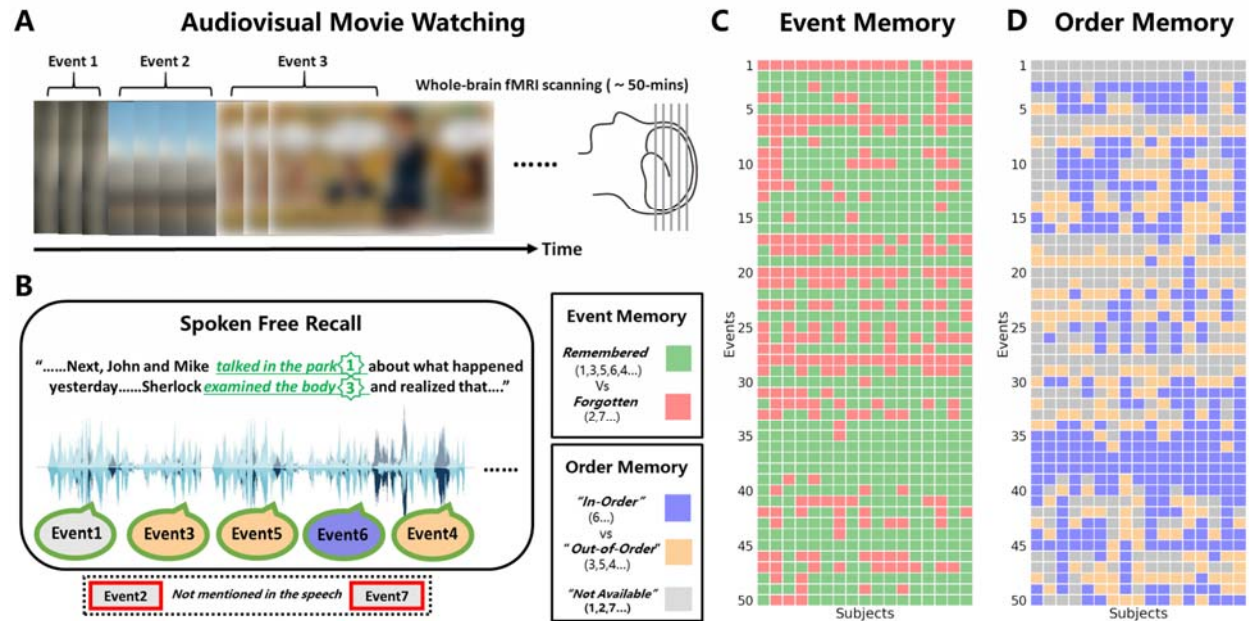 A
Audiovisual Movie Watching
Event 1
Event 2
Event 3
Whole-brain fMRI scanning ( ~ 50-mins)
......
Time
B
Spoken Free Recall
“......Next, John and Mike talked in the park 1 about what happened
yesterday......Sherlock examined the body 3 and realized that....”
......
Event1
Event3
Event5
Event6
Event4
Event2
Not mentioned in the speech
Event7
Event Memory
Remembered
(1,3,5,6,4...)
Vs
Forgotten
(2,7...)
Order Memory
“In-Order”
(6...)
vs
“Out-of-Order”
(3,5,4...)
“Not Available”
(1,2,7...)
C
Event Memory
1
5
10
15
20
25
30
35
40
45
50
Events
Subjects
D
Order Memory
1
5
10
15
20
25
30
35
40
45
50
Events
Subjects